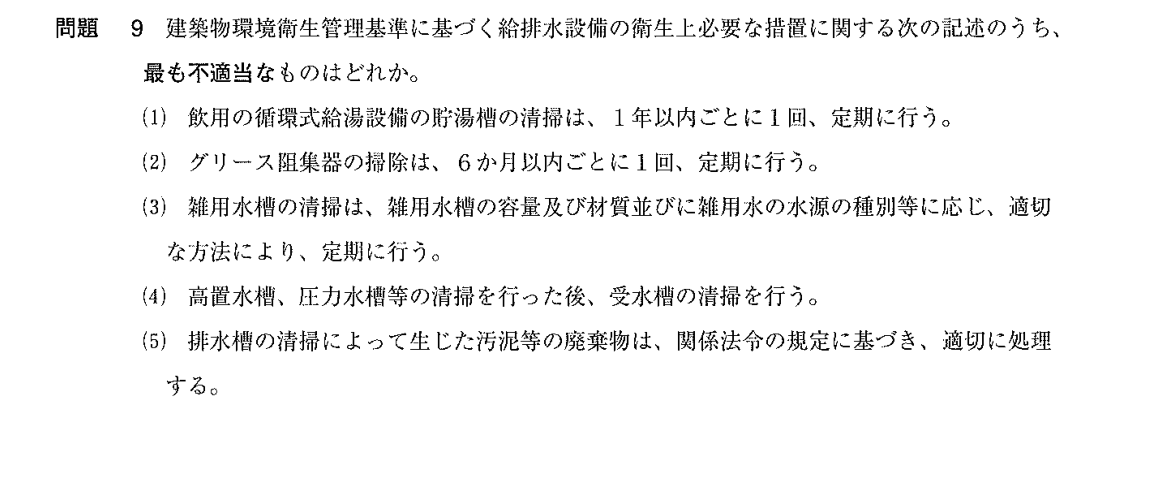 問題　9　建築物環境衛生管理基準に基づく給排水設備の衛生上必要な措置に関する次の記述のうち、
最も不適当なものはどれか。
(1)　飲用の循環式給湯設備の貯湯槽の清掃は、１年以内ごとに１回、定期に行う。
(2)　グリース阻集器の掃除は、６か月以内ごとに１回、定期に行う。
(3)　雑用水槽の清掃は、雑用水槽の容量及び材質並びに雑用水の水源の種別等に応じ、適切
な方法により、定期に行う。
(4)　高置水槽、圧力水槽等の清掃を行った後、受水槽の清掃を行う。
(5)　排水槽の清掃によって生じた汚泥等の廃棄物は、関係法令の規定に基づき、適切に処理
する。